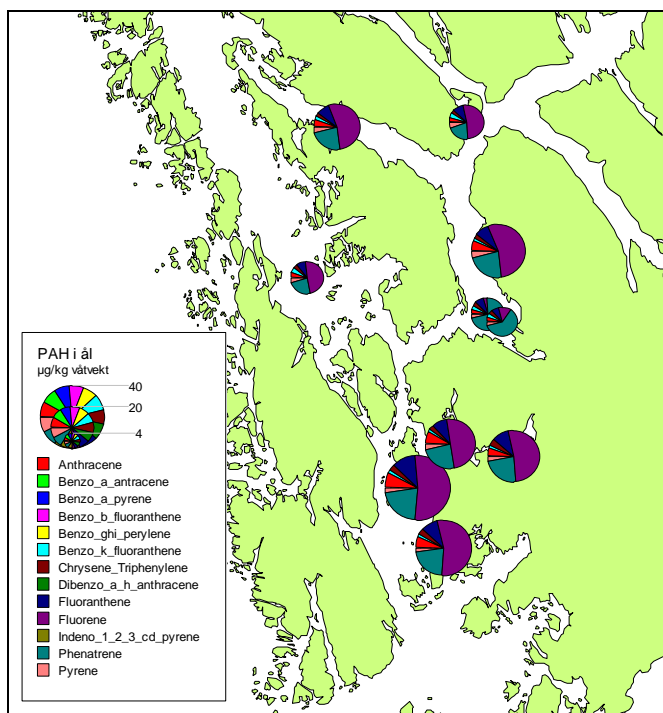 PAH i ål
µg/kg våtvekt
40
20
4
Anthracene
Benzo_a_antracene
Benzo_a_pyrene
Benzo_b_fluoranthene
Benzo_ghi_perylene
Benzo_k_fluoranthene
Chrysene_Triphenylene
Dibenzo_a_h_anthracene
Fluoranthene
Fluorene
Indeno_1_2_3_cd_pyrene
Phenatrene
Pyrene